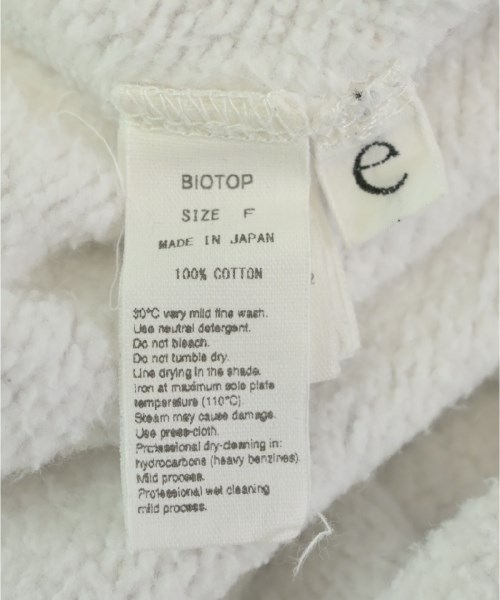 BIOTOP
SIZE F
MADE IN JAPAN
100% COTTON
30°C very mild fine wash.
Use neutral detergent.
Do not bleach.
Do not tumble dry.
Line drying in the shade.
Iron at maximum sole plate
temperature (110°C)
Steam may cause damage.
Use press-cloth.
Professional dry-cleaning in:
hydrocarbons (heavy benzines).
Mild process.
Professional wet cleaning
mild process.
e